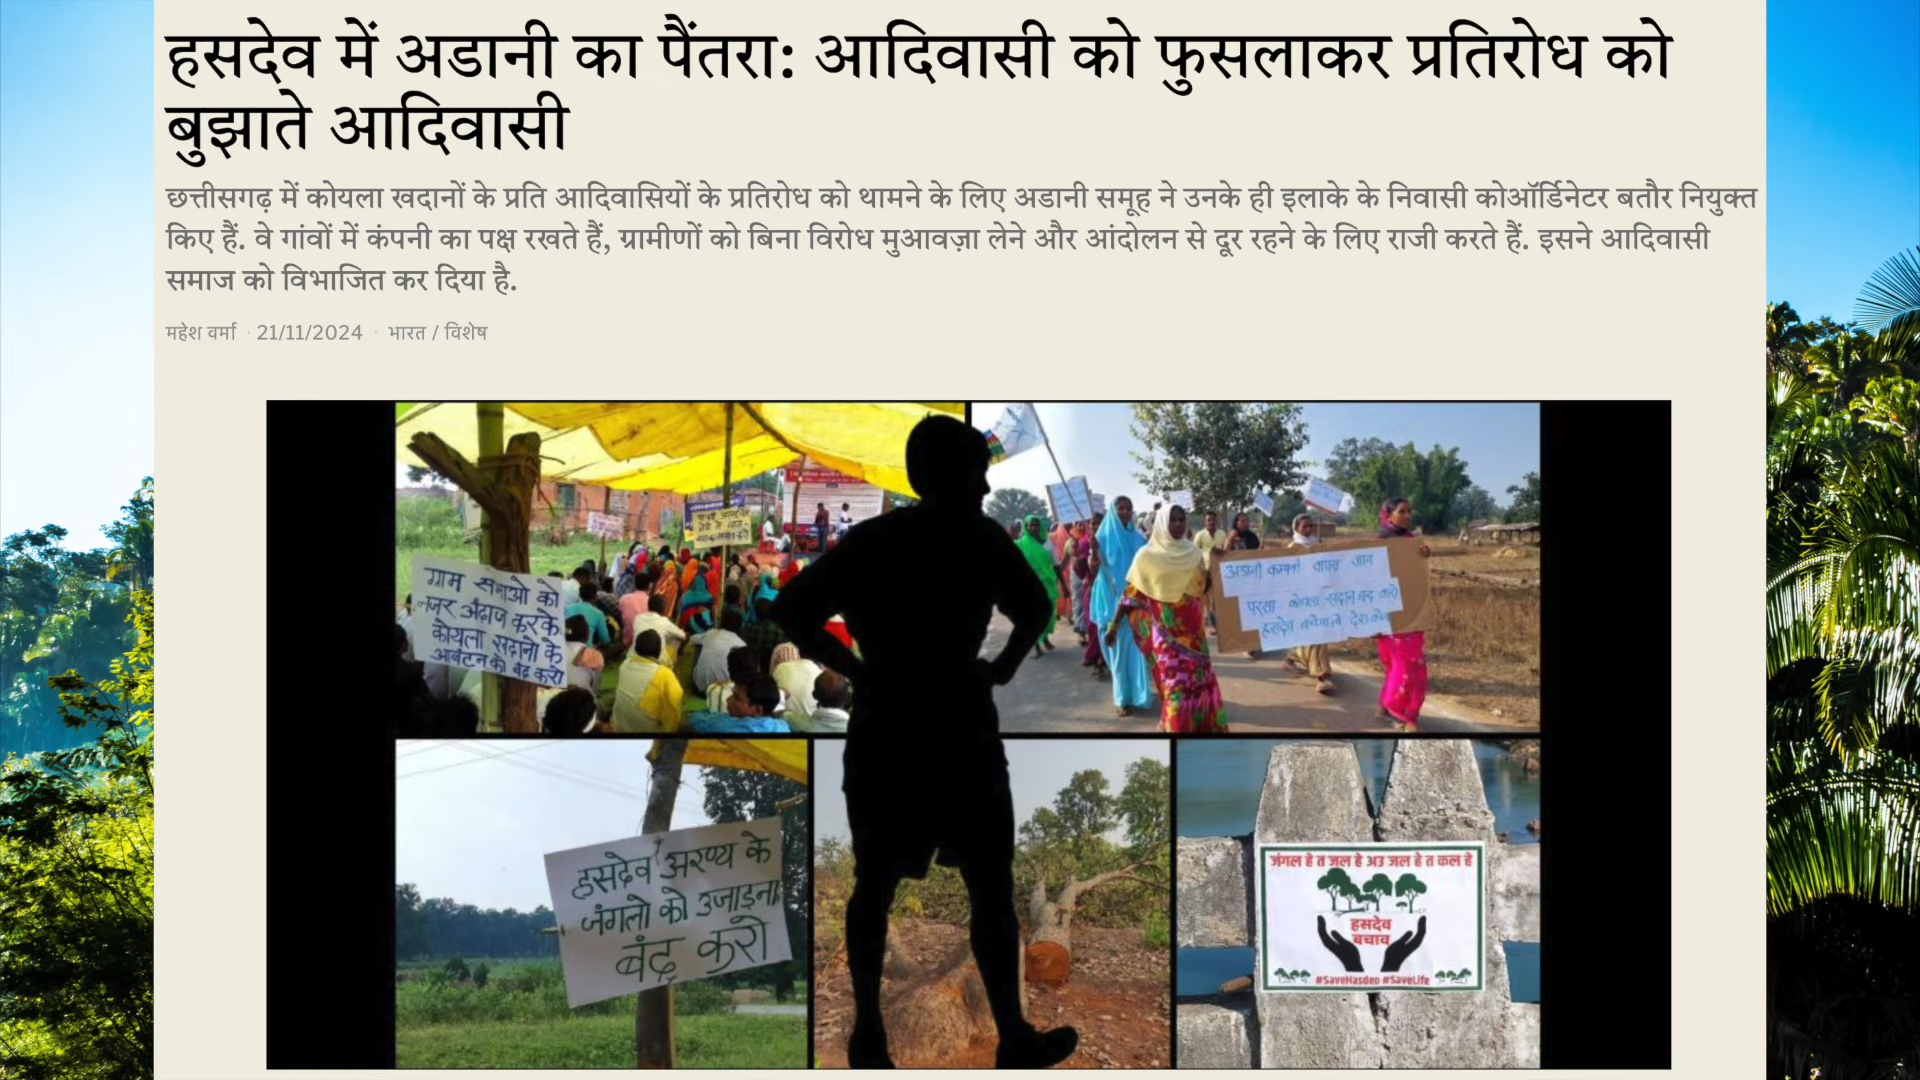 हसदेव में अडानी का पैंतरा: आदिवासी को फुसलाकर प्रतिरोध को
बुझाते आदिवासी
छत्तीसगढ़ में कोयला खदानों के प्रति आदिवासियों के प्रतिरोध को थामने के लिए अडानी समूह ने उनके ही इलाके के निवासी कोऑर्डिनेटर बतौर नियुक्त
किए हैं. वे गांवों में कंपनी का पक्ष रखते हैं, ग्रामीणों को बिना विरोध मुआवज़ा लेने और आंदोलन से दूर रहने के लिए राजी करते हैं. इसने आदिवासी
समाज को विभाजित कर दिया है.
महेश वर्मा · 21/11/2024 · भारत / विशेष
ग्राम सभाओ को
नजर अंदाज करके
कोयला खदानो के
आबंटन को बंद करो
अडानी कम्पनी वापस जाव
परसा कोयला खदान बन्द करो
हसदेव अरण्य के
जंगलो को उजाड़ना
बंद करो
जंगल हे त जल हे अउ जल हे त कल हे
हसदेव
बचाव
#SaveHasdeo #SaveLife